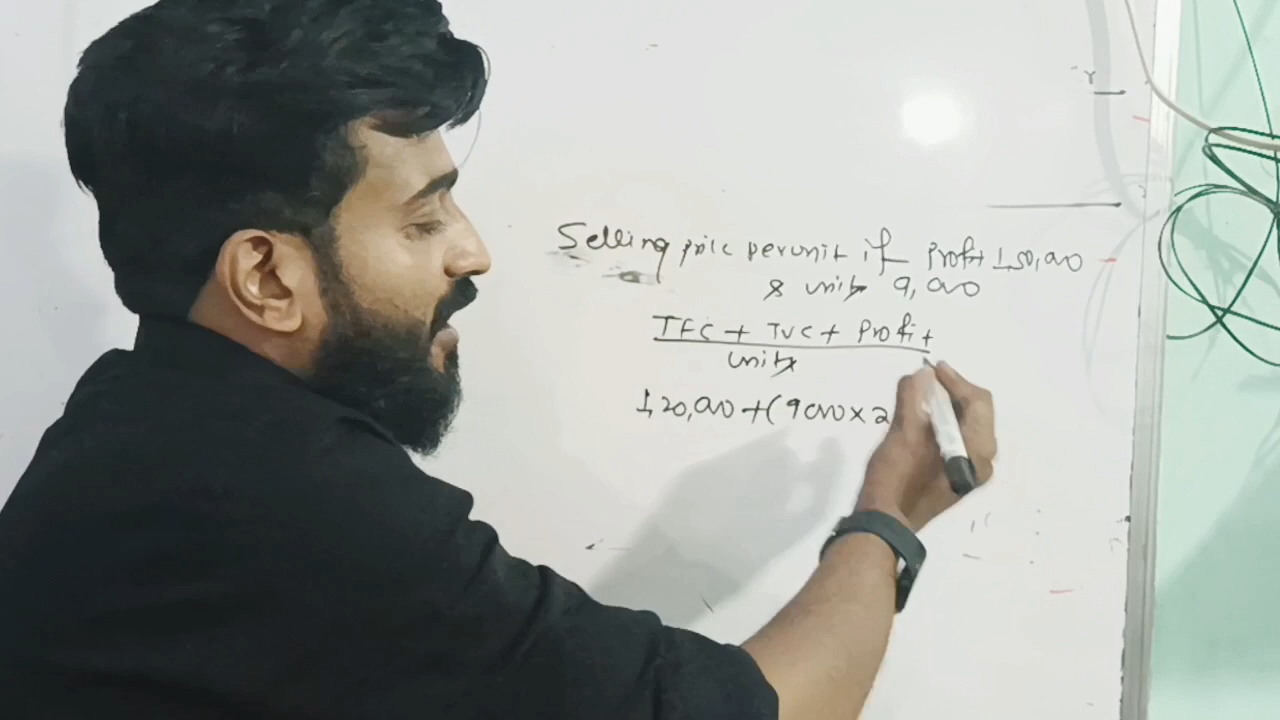 Selling price per unit if Profit 1,50,000
& units 9,000
TFC + TVC + Profit
units
1,20,000 + (9000 × 2